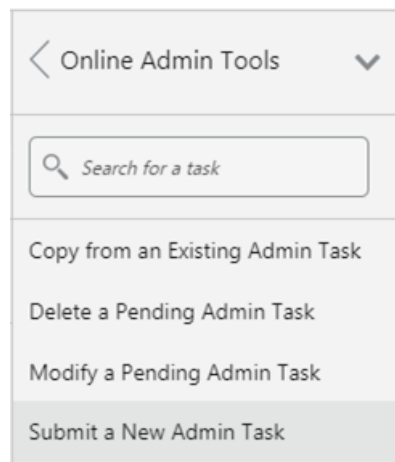 Online Admin Tools
Search for a task
Copy from an Existing Admin Task
Delete a Pending Admin Task
Modify a Pending Admin Task
Submit a New Admin Task